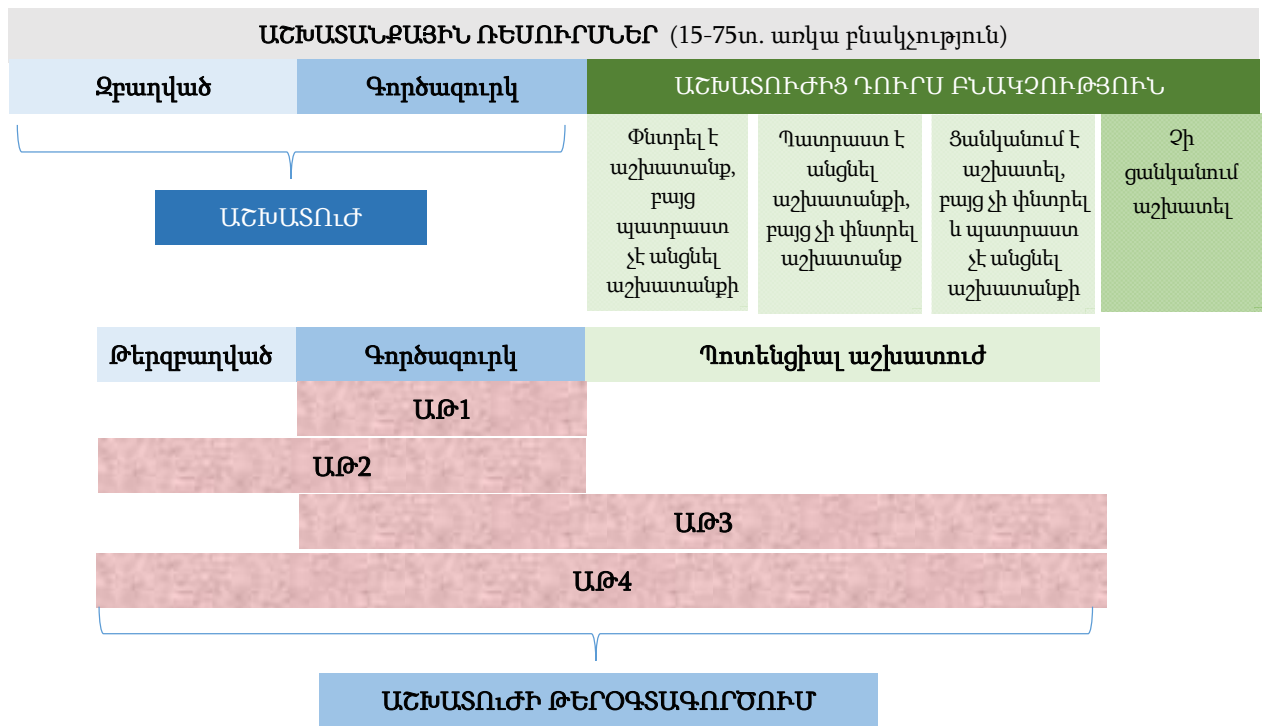 ԱՇԽԱՏԱՆՔԱՅԻՆ ՌԵՍՈՒՐՍՆԵՐ (15-75տ. առկա բնակչություն)
Զբաղված
Գործազուրկ
ԱՇԽԱՏՈՒԺԻՑ ԴՈՒՐՍ ԲՆԱԿՉՈՒԹՅՈՒՆ
Փնտրել է
աշխատանք,
բայց
պատրաստ
չէ անցնել
աշխատանքի
Պատրաստ է
անցնել
աշխատանքի,
բայց չի փնտրել
աշխատանք
Ցանկանում է
աշխատել,
բայց չի փնտրել
և պատրաստ
չէ անցնել
աշխատանքի
Չի
ցանկանում
աշխատել
ԱՇԽԱՏՈւԺ
Թերզբաղված
Գործազուրկ
Պոտենցիալ աշխատուժ
ԱԹ1
ԱԹ2
ԱԹ3
ԱԹ4
ԱՇԽԱՏՈւԺԻ ԹԵՐՕԳՏԱԳՈՐԾՈՒՄ